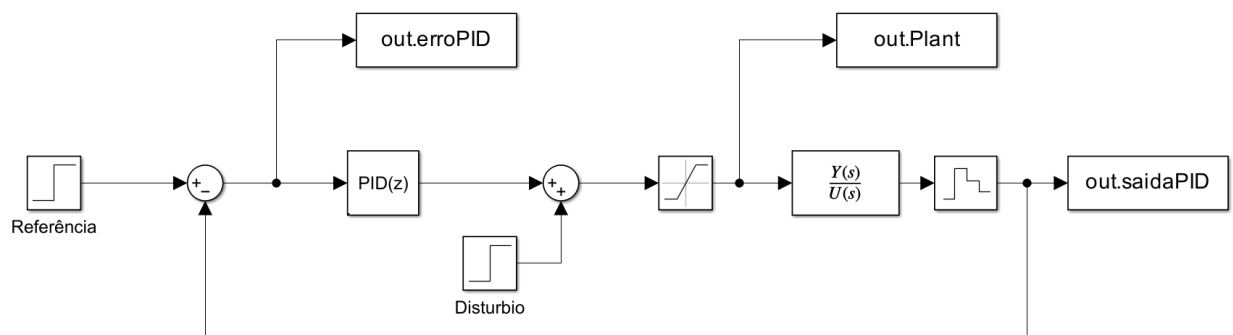 out.erroPID
out.Plant
Referência
+
−
PID(z)
+
+
Disturbio
Y(s)
U(s)
out.saidaPID